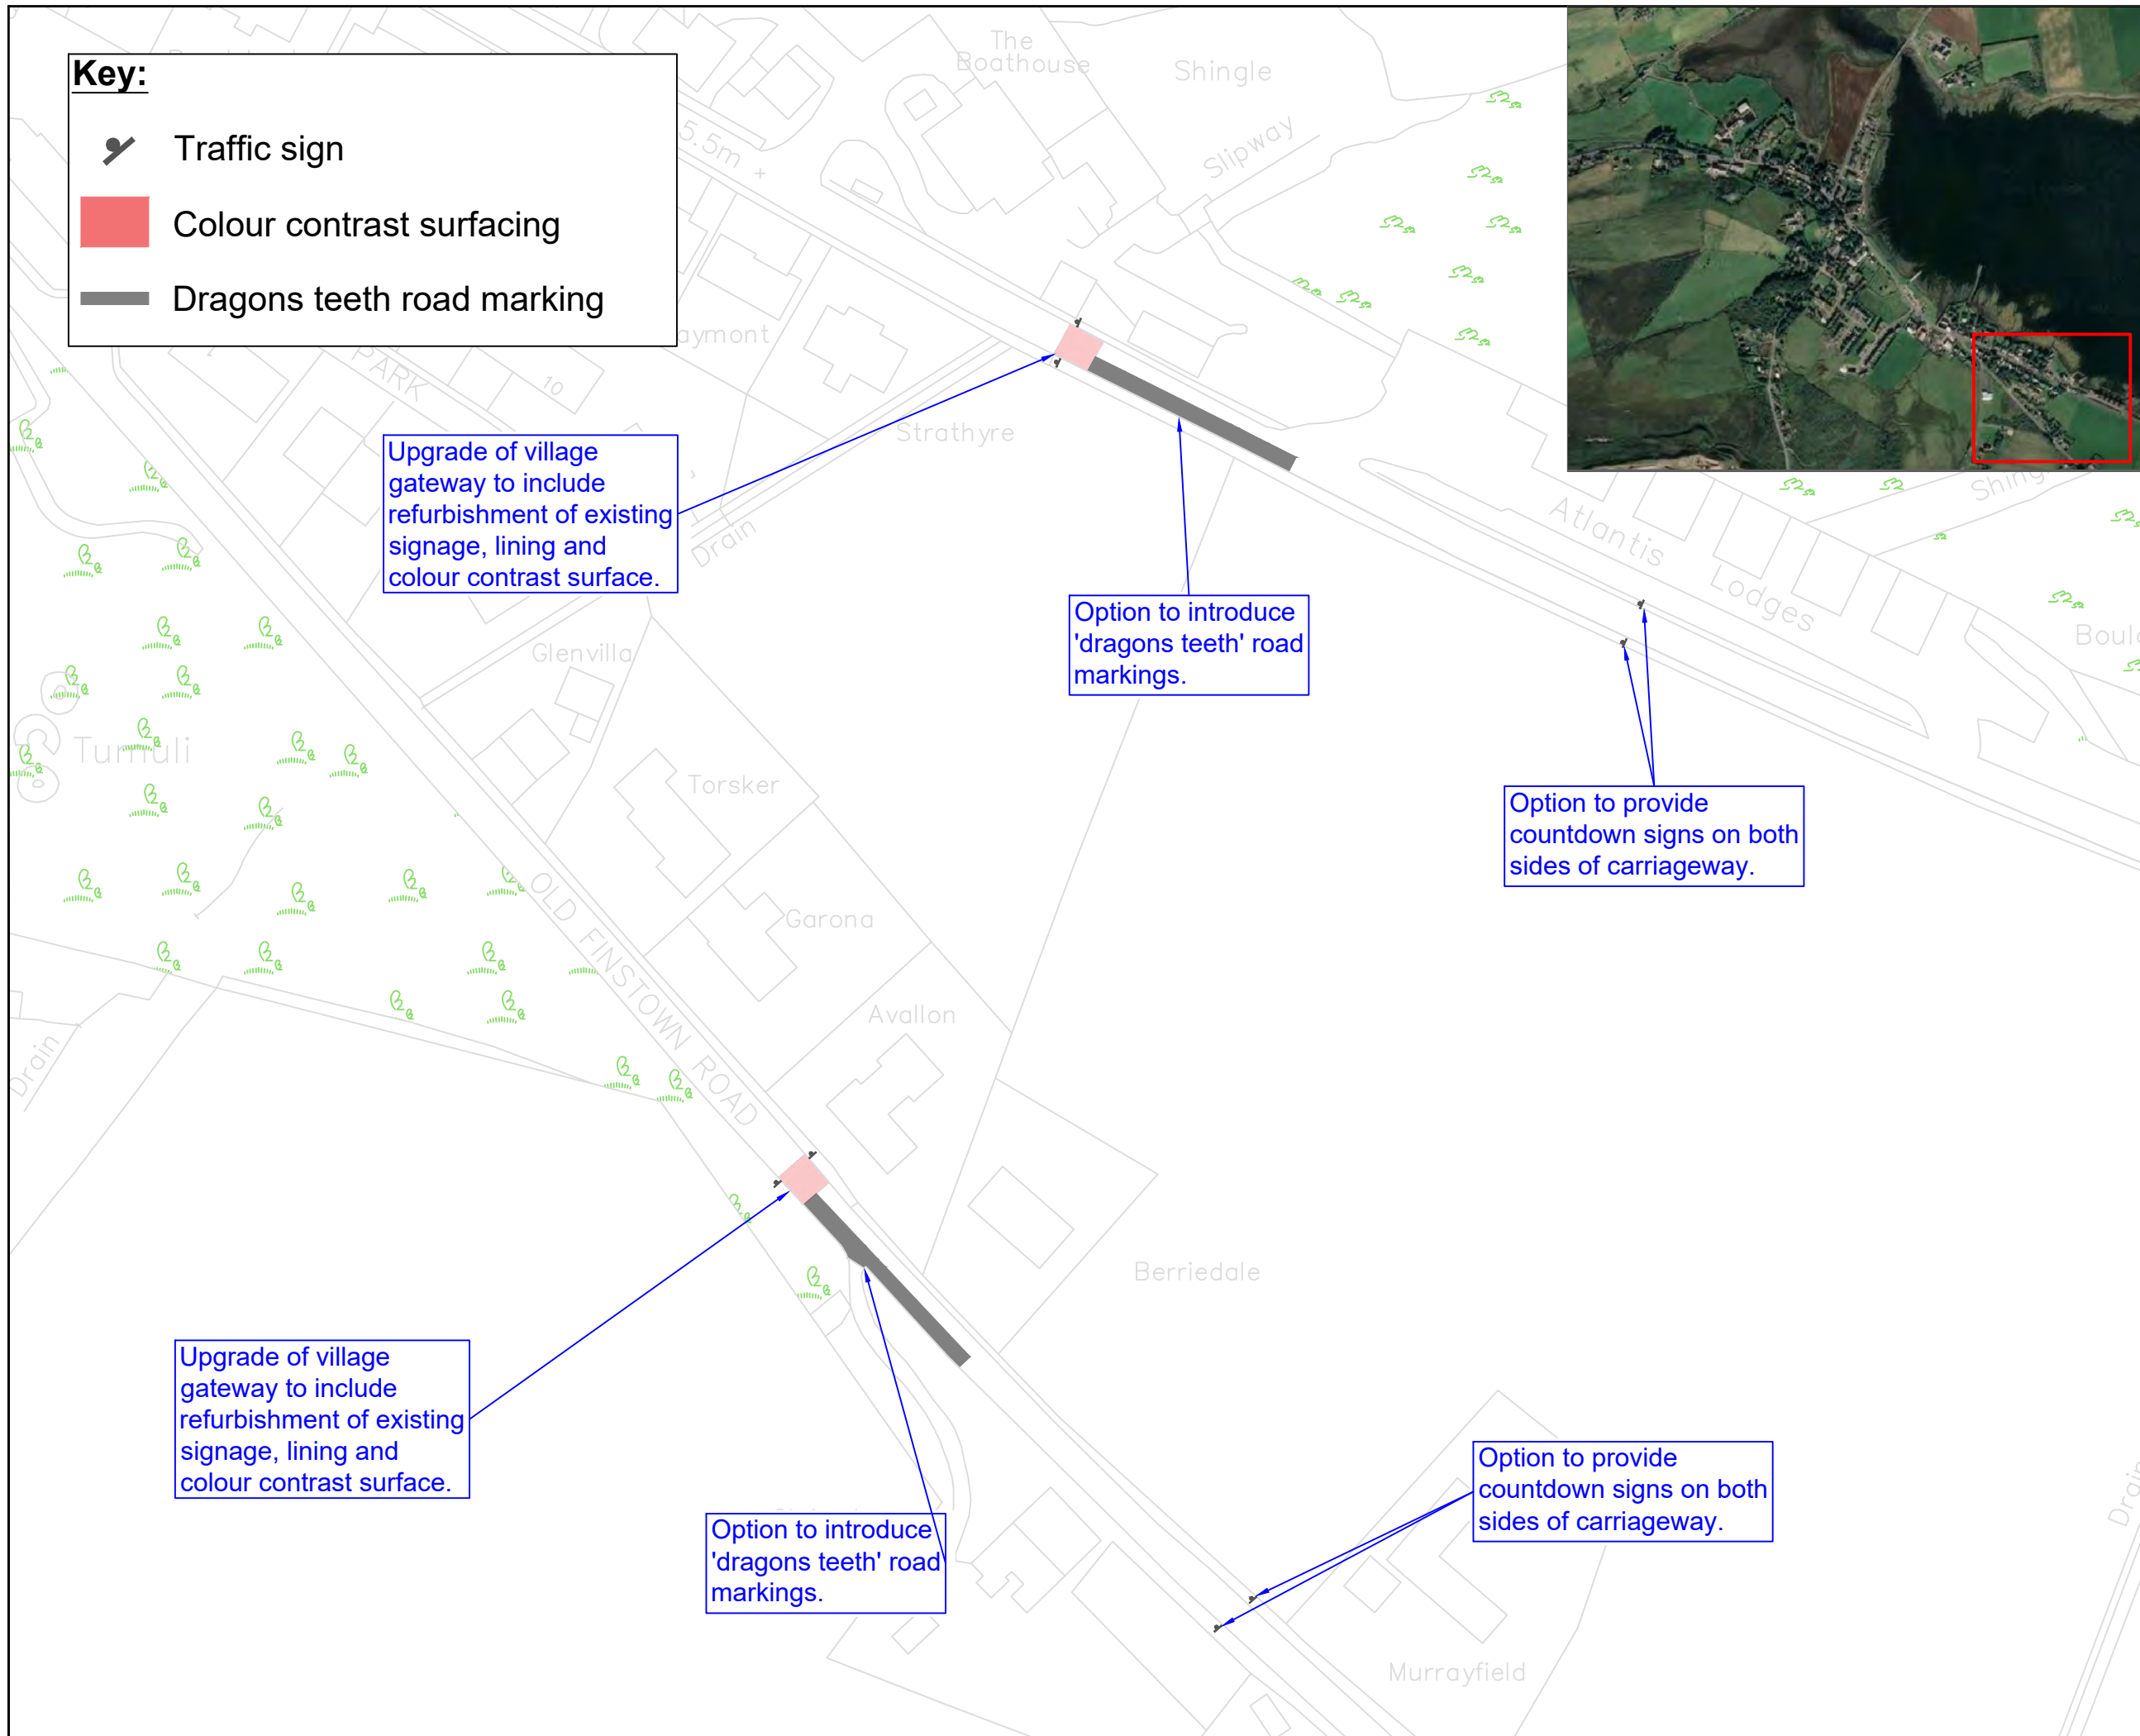 Key:
Traffic sign
Colour contrast surfacing
Dragons teeth road marking
The
Boathouse
Shingle
Slipway
5.5m +
PARK
10
Strathyre
Drain
Upgrade of village
gateway to include
refurbishment of existing
signage, lining and
colour contrast surface.
Option to introduce
'dragons teeth' road
markings.
Atlantis
Lodges
Option to provide
countdown signs on both
sides of carriageway.
Glenvilla
Tumuli
Torsker
Garona
OLD FINSTOWN ROAD
Avallon
Drain
Berriedale
Upgrade of village
gateway to include
refurbishment of existing
signage, lining and
colour contrast surface.
Option to introduce
'dragons teeth' road
markings.
Option to provide
countdown signs on both
sides of carriageway.
Drain
Murrayfield